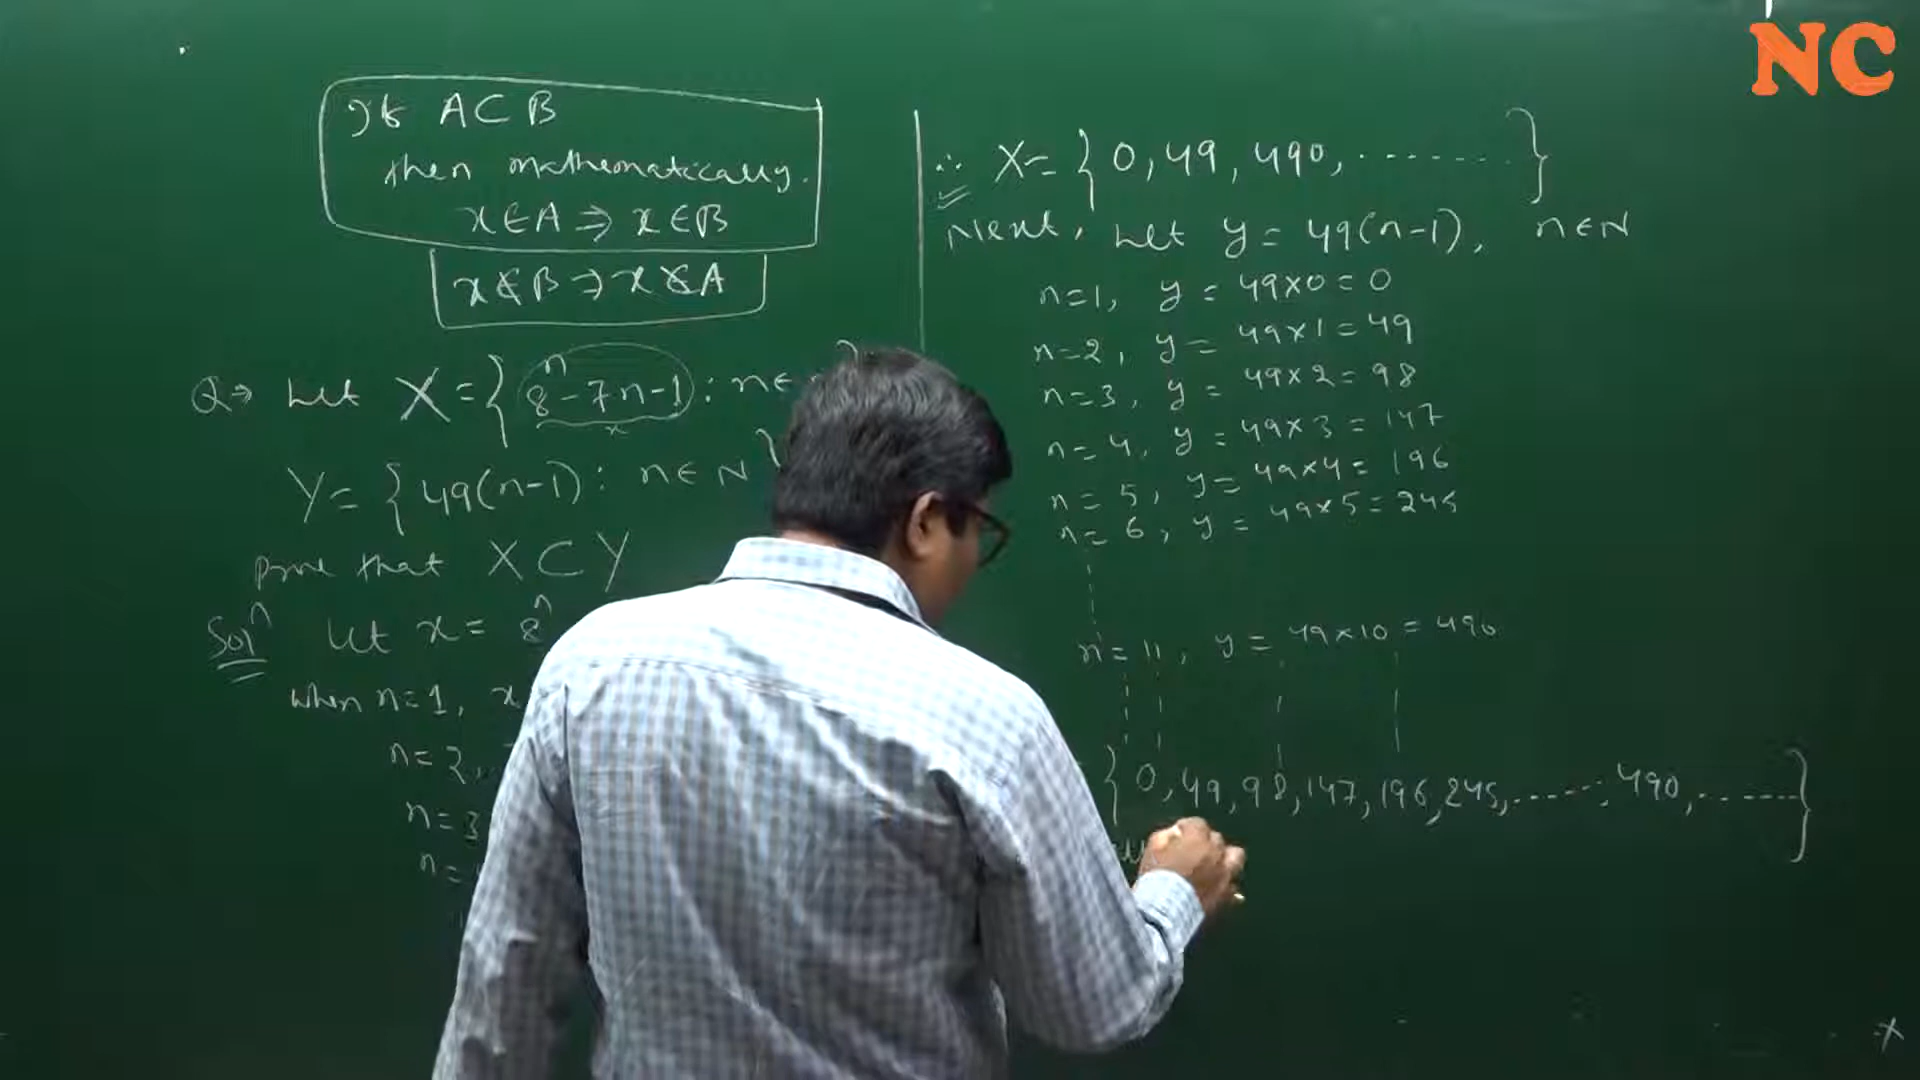 NC
If A ⊂ B
then mathematically.
x ∈ A ⇒ x ∈ B
x ∉ B ⇒ x ∉ A
Q→ Let X = { 8ⁿ - 7n - 1 : n ∈
x
Y = { 49(n-1) : n ∈ N }
prove that X ⊂ Y
Solⁿ Let x = 8ⁿ
when n=1, x
n=2,
n=3
n=
∴ X = { 0, 49, 490, ........ }
Next, Let y = 49(n-1), n ∈ N
n=1, y = 49×0 = 0
n=2, y = 49×1 = 49
n=3, y = 49×2 = 98
n=4, y = 49×3 = 147
n=5, y = 49×4 = 196
n=6, y = 49×5 = 245
n=11, y = 49×10 = 490
{ 0, 49, 98, 147, 196, 245, ......, 490, ...... }